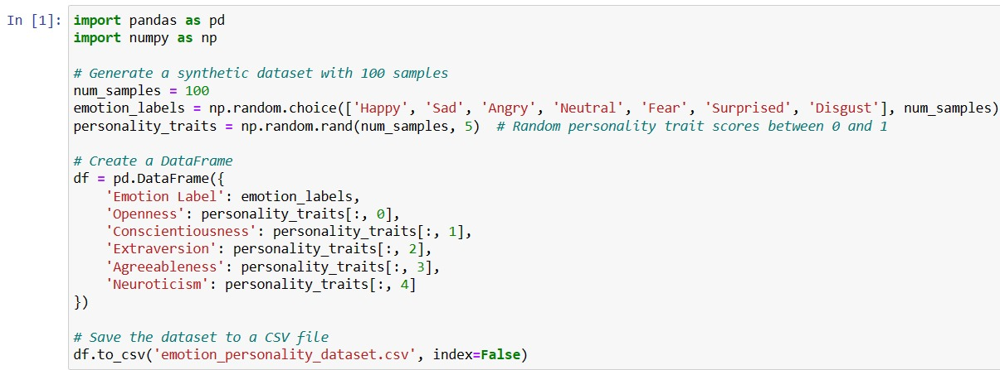 In [1]: import pandas as pd
import numpy as np
# Generate a synthetic dataset with 100 samples
num_samples = 100
emotion_labels = np.random.choice(['Happy', 'Sad', 'Angry', 'Neutral', 'Fear', 'Surprised', 'Disgust'], num_samples)
personality_traits = np.random.rand(num_samples, 5)  # Random personality trait scores between 0 and 1
# Create a DataFrame
df = pd.DataFrame({
    'Emotion Label': emotion_labels,
    'Openness': personality_traits[:, 0],
    'Conscientiousness': personality_traits[:, 1],
    'Extraversion': personality_traits[:, 2],
    'Agreeableness': personality_traits[:, 3],
    'Neuroticism': personality_traits[:, 4]
})
# Save the dataset to a CSV file
df.to_csv('emotion_personality_dataset.csv', index=False)